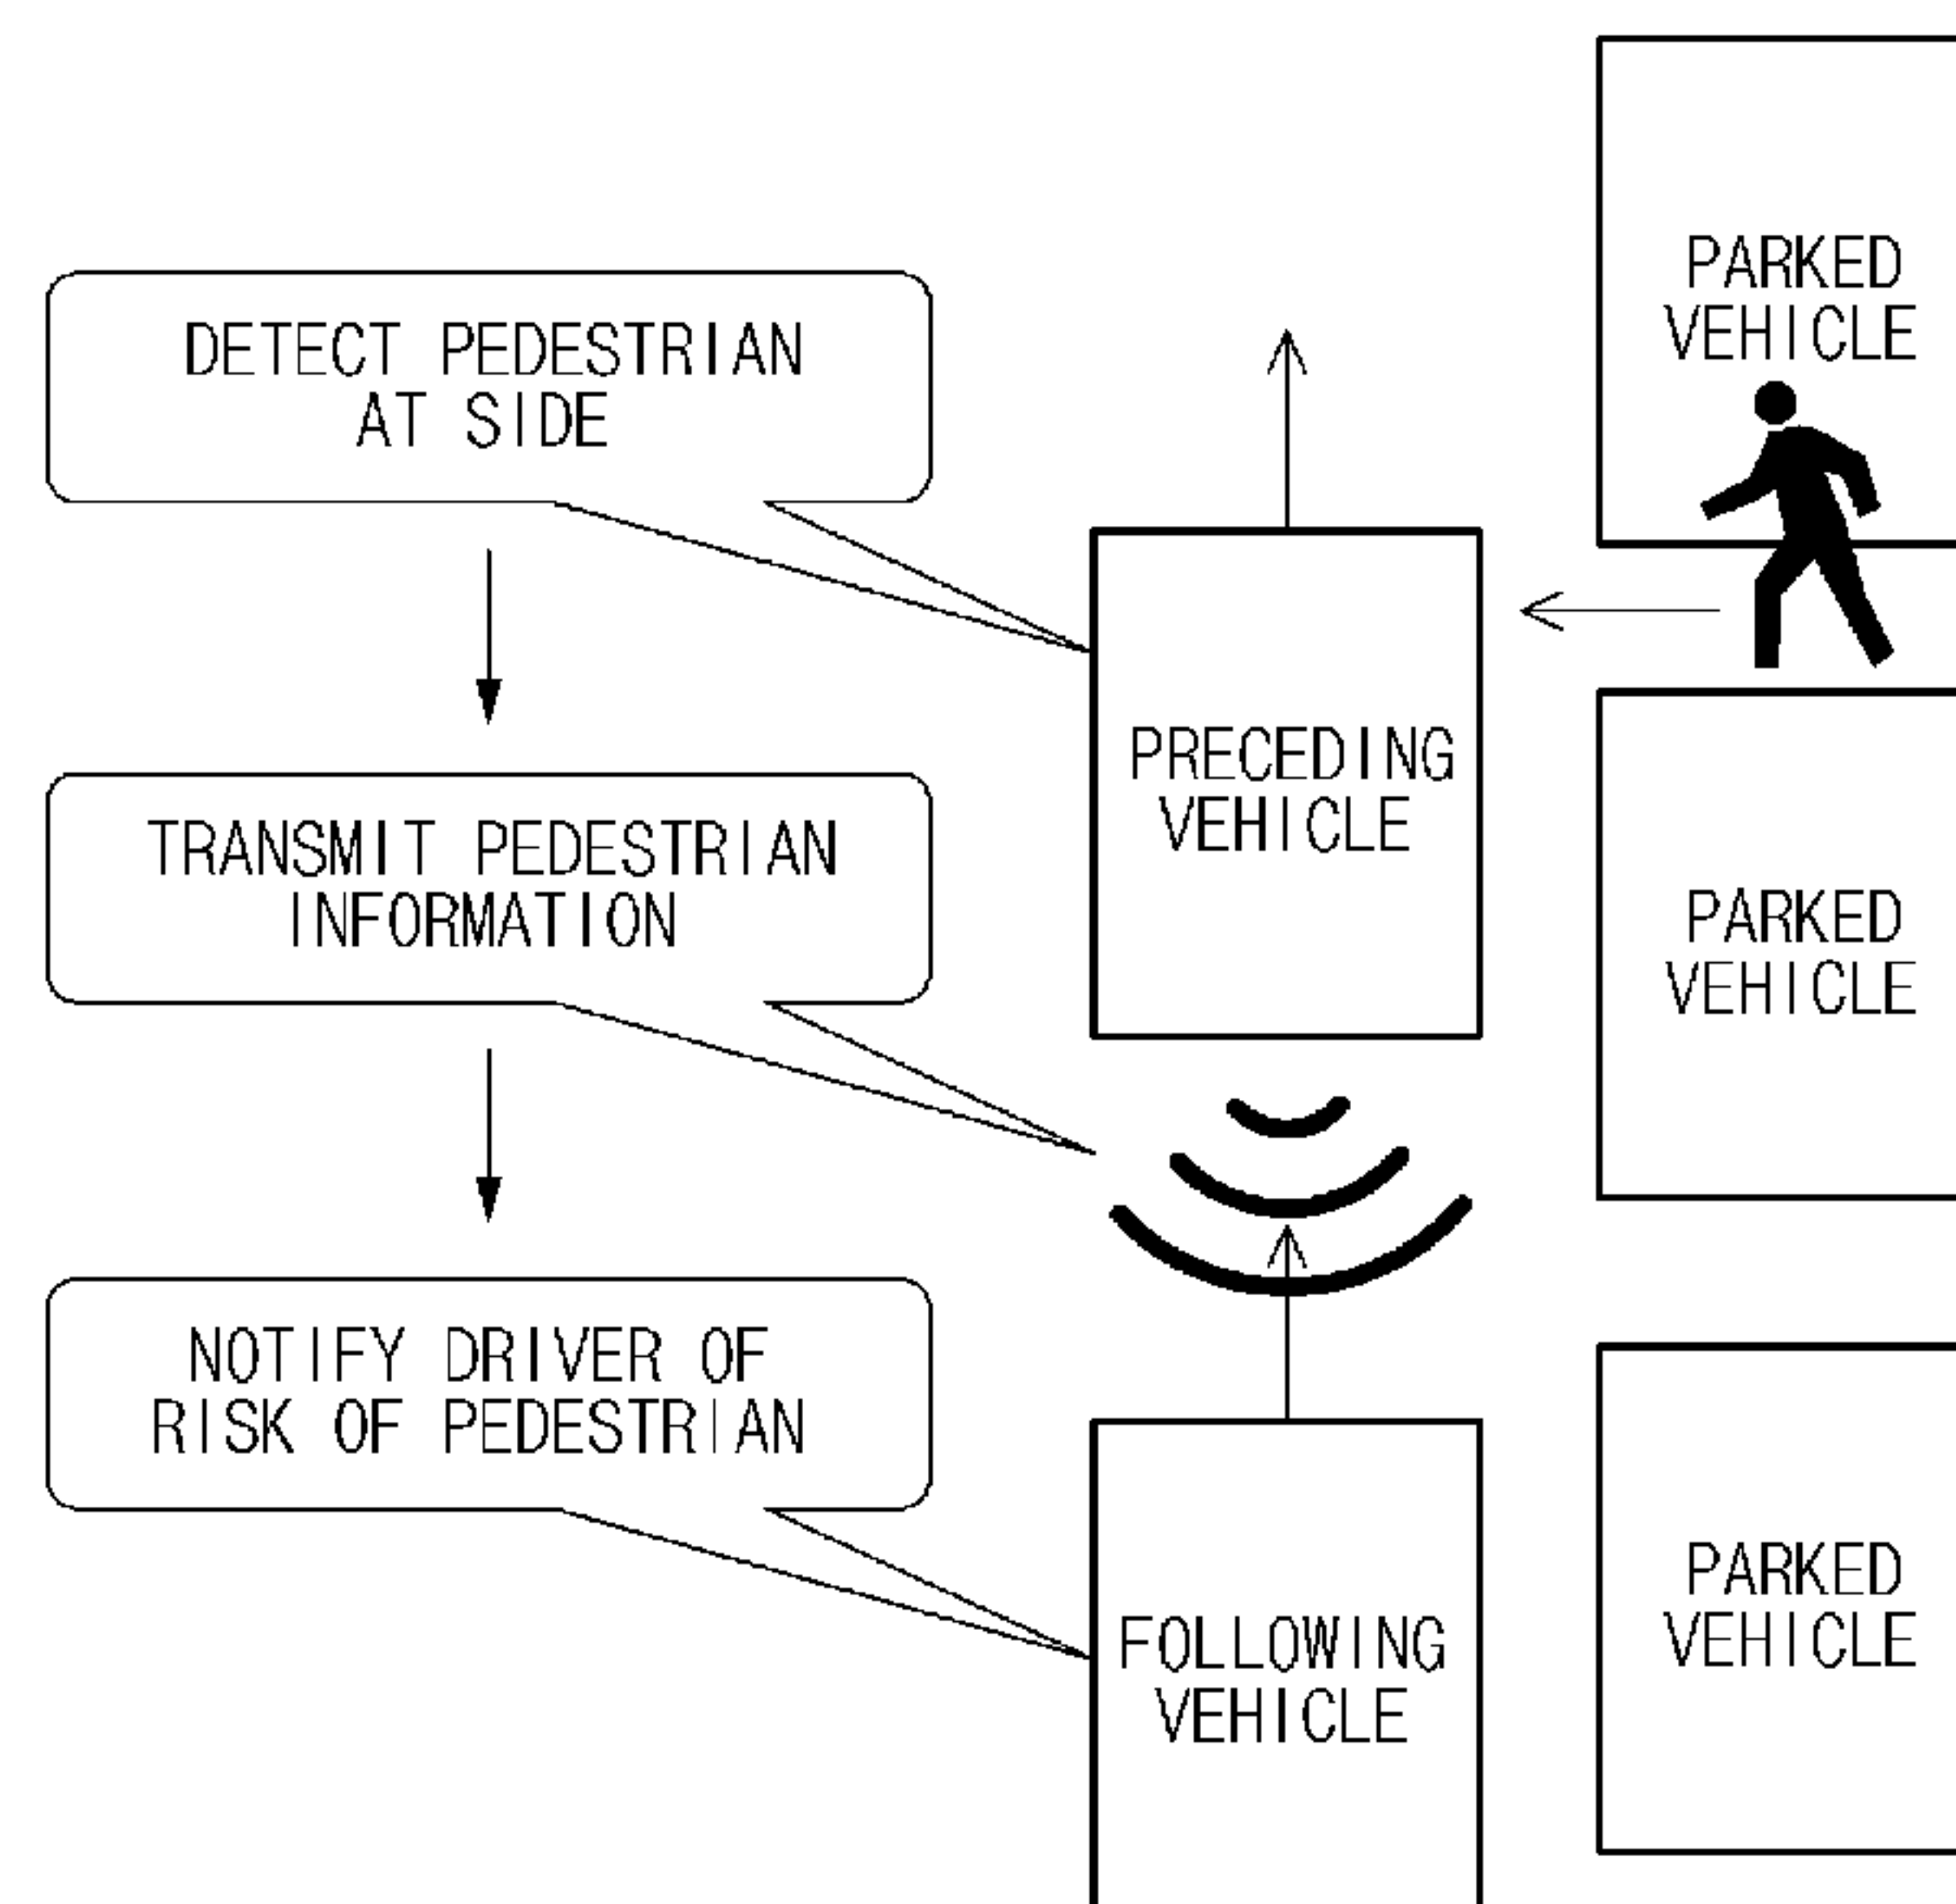 DETECT PEDESTRIAN
AT SIDE
TRANSMIT PEDESTRIAN
INFORMATION
NOTIFY DRIVER OF
RISK OF PEDESTRIAN
PRECEDING
VEHICLE
FOLLOWING
VEHICLE
PARKED
VEHICLE
PARKED
VEHICLE
PARKED
VEHICLE